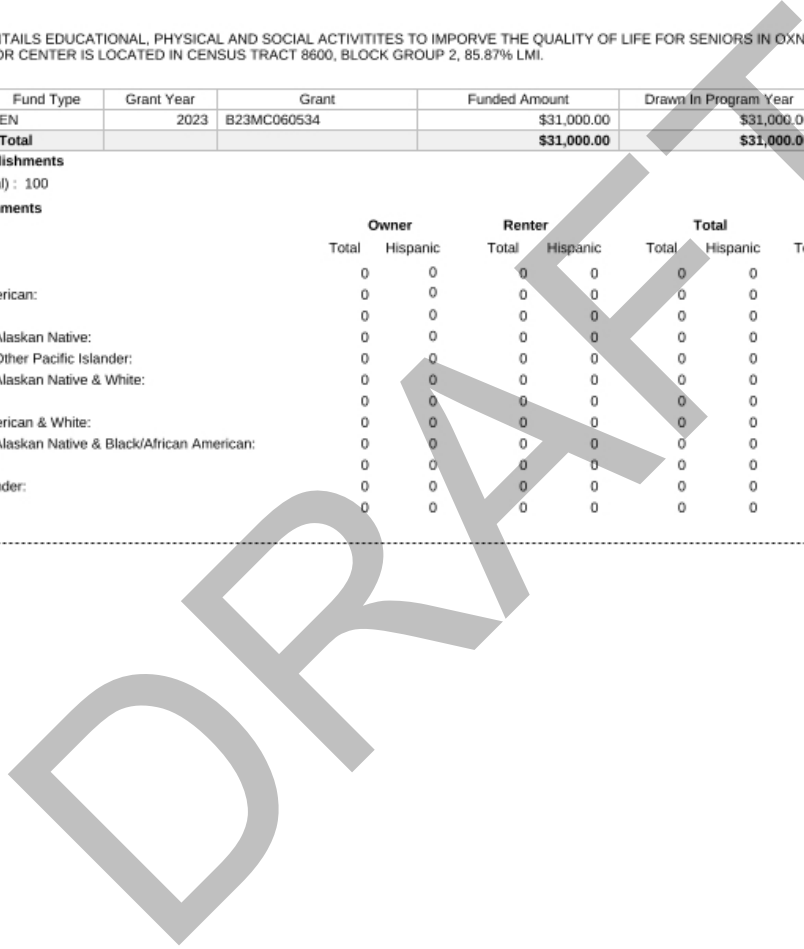 NTAILS EDUCATIONAL, PHYSICAL AND SOCIAL ACTIVITITES TO IMPORVE THE QUALITY OF LIFE FOR SENIORS IN OXN
OR CENTER IS LOCATED IN CENSUS TRACT 8600, BLOCK GROUP 2, 85.87% LMI.
Fund Type Grant Year Grant Funded Amount Drawn In Program Year
EN 2023 B23MC060534 $31,000.00 $31,000.0
Total $31,000.00 $31,000.0
lishments
al) : 100
ments
Owner Renter Total
Total Hispanic Total Hispanic Total Hispanic To
0 0 0 0 0 0
erican: 0 0 0 0 0 0
0 0 0 0 0 0
Alaskan Native: 0 0 0 0 0 0
Other Pacific Islander: 0 0 0 0 0 0
Alaskan Native & White: 0 0 0 0 0 0
0 0 0 0 0 0
erican & White: 0 0 0 0 0 0
Alaskan Native & Black/African American: 0 0 0 0 0 0
0 0 0 0 0 0
nder: 0 0 0 0 0 0
0 0 0 0 0 0
DRAFT